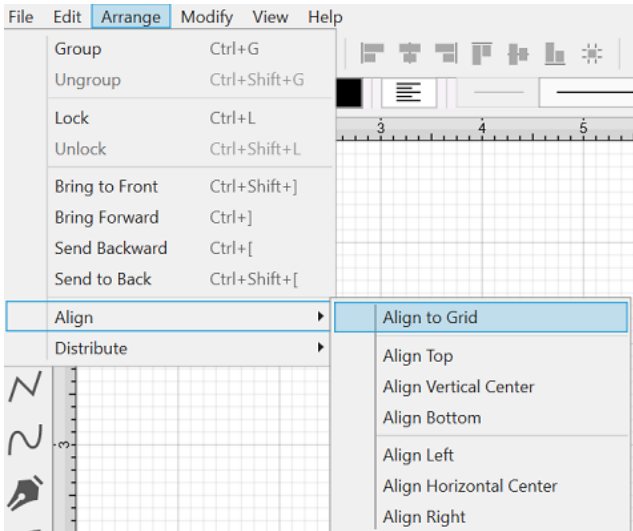 File Edit Arrange Modify View Help
Group Ctrl+G
Ungroup Ctrl+Shift+G
Lock Ctrl+L
Unlock Ctrl+Shift+L
Bring to Front Ctrl+Shift+]
Bring Forward Ctrl+]
Send Backward Ctrl+[
Send to Back Ctrl+Shift+[
Align
Distribute
Align to Grid
Align Top
Align Vertical Center
Align Bottom
Align Left
Align Horizontal Center
Align Right
3 4 5
3